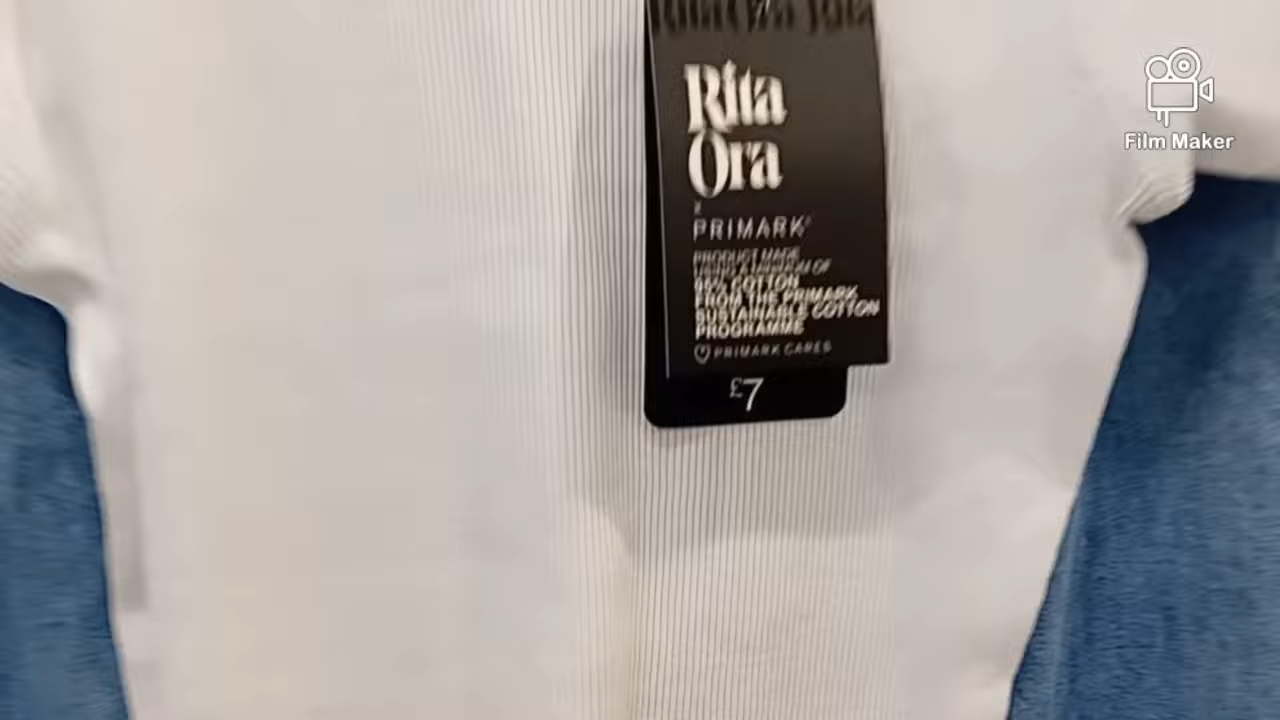 Rita
Ora
x
PRIMARK
PRODUCT MADE
USING A MINIMUM OF
COTTON
FROM THE PRIMARK
SUSTAINABLE COTTON
PROGRAMME
PRIMARK CARES
£7
Film Maker